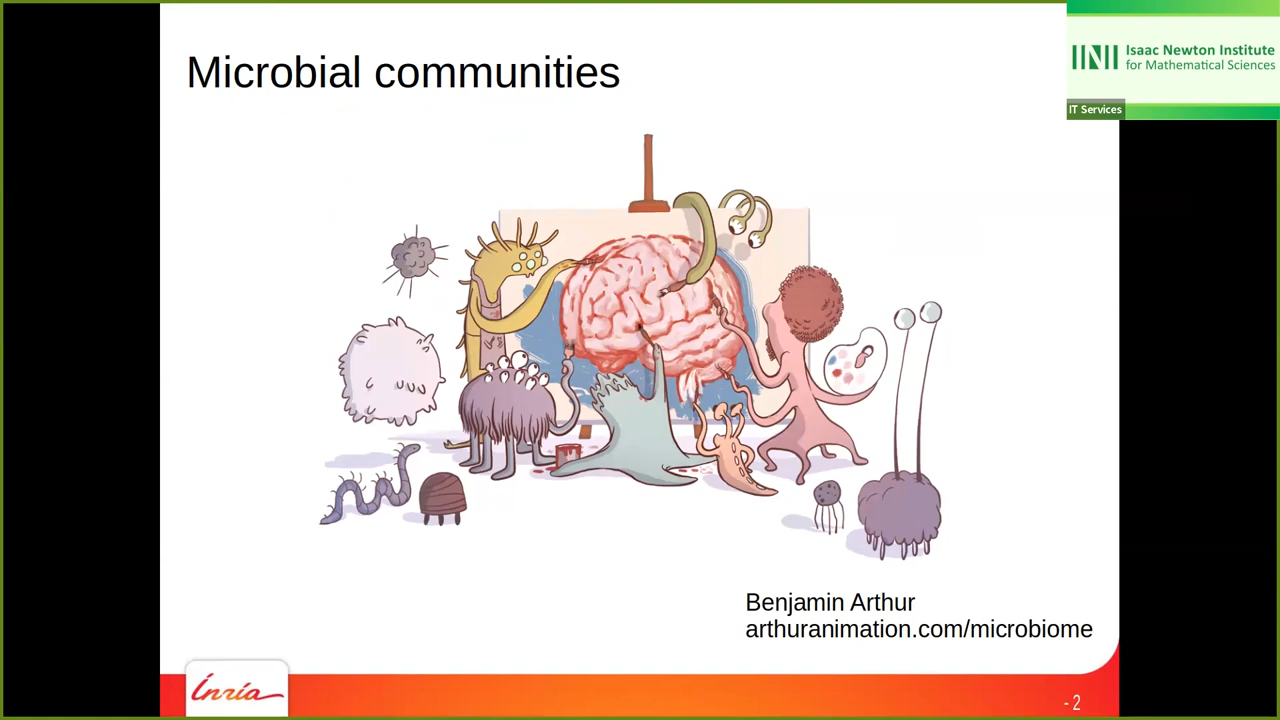 Microbial communities
Isaac Newton Institute
for Mathematical Sciences
IT Services
Benjamin Arthur
arthuranimation.com/microbiome
Inria
- 2